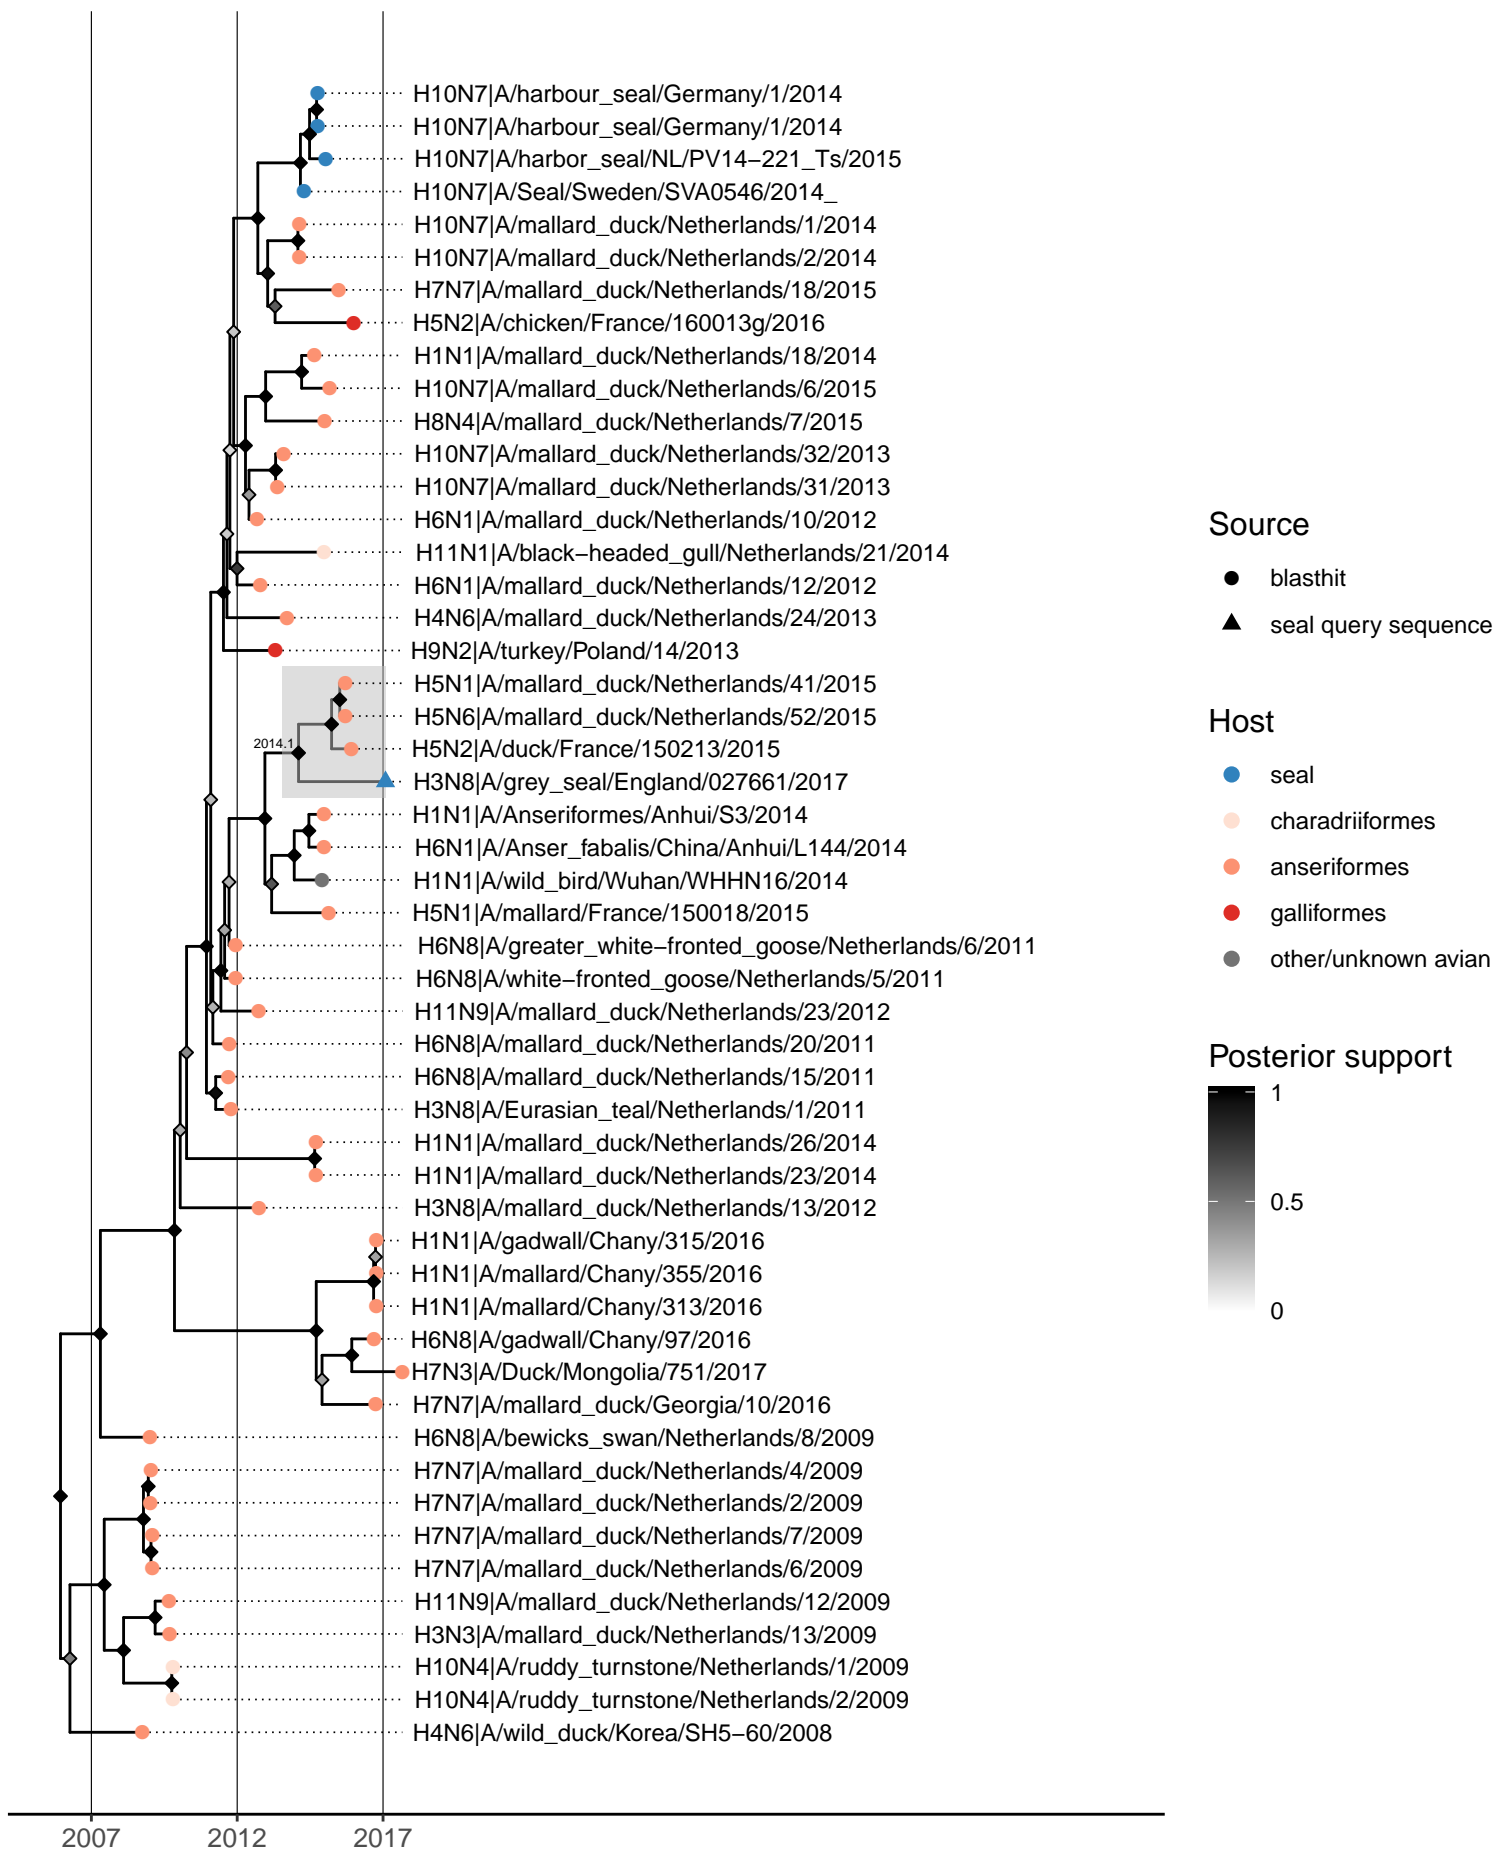 H10N7|A/harbour_seal/Germany/1/2014
H10N7|A/harbour_seal/Germany/1/2014
H10N7|A/harbor_seal/NL/PV14−221_Ts/2015
H10N7|A/Seal/Sweden/SVA0546/2014_
H10N7|A/mallard_duck/Netherlands/1/2014
H10N7|A/mallard_duck/Netherlands/2/2014
H7N7|A/mallard_duck/Netherlands/18/2015
H5N2|A/chicken/France/160013g/2016
H1N1|A/mallard_duck/Netherlands/18/2014
H10N7|A/mallard_duck/Netherlands/6/2015
H8N4|A/mallard_duck/Netherlands/7/2015
H10N7|A/mallard_duck/Netherlands/32/2013
H10N7|A/mallard_duck/Netherlands/31/2013
H6N1|A/mallard_duck/Netherlands/10/2012
H11N1|A/black−headed_gull/Netherlands/21/2014
H6N1|A/mallard_duck/Netherlands/12/2012
H4N6|A/mallard_duck/Netherlands/24/2013
H9N2|A/turkey/Poland/14/2013
H5N1|A/mallard_duck/Netherlands/41/2015
H5N6|A/mallard_duck/Netherlands/52/2015
2014.1
H5N2|A/duck/France/150213/2015
H3N8|A/grey_seal/England/027661/2017
H1N1|A/Anseriformes/Anhui/S3/2014
H6N1|A/Anser_fabalis/China/Anhui/L144/2014
H1N1|A/wild_bird/Wuhan/WHHN16/2014
H5N1|A/mallard/France/150018/2015
H6N8|A/greater_white−fronted_goose/Netherlands/6/2011
H6N8|A/white−fronted_goose/Netherlands/5/2011
H11N9|A/mallard_duck/Netherlands/23/2012
H6N8|A/mallard_duck/Netherlands/20/2011
H6N8|A/mallard_duck/Netherlands/15/2011
H3N8|A/Eurasian_teal/Netherlands/1/2011
H1N1|A/mallard_duck/Netherlands/26/2014
H1N1|A/mallard_duck/Netherlands/23/2014
H3N8|A/mallard_duck/Netherlands/13/2012
H1N1|A/gadwall/Chany/315/2016
H1N1|A/mallard/Chany/355/2016
H1N1|A/mallard/Chany/313/2016
H6N8|A/gadwall/Chany/97/2016
H7N3|A/Duck/Mongolia/751/2017
H7N7|A/mallard_duck/Georgia/10/2016
H6N8|A/bewicks_swan/Netherlands/8/2009
H7N7|A/mallard_duck/Netherlands/4/2009
H7N7|A/mallard_duck/Netherlands/2/2009
H7N7|A/mallard_duck/Netherlands/7/2009
H7N7|A/mallard_duck/Netherlands/6/2009
H11N9|A/mallard_duck/Netherlands/12/2009
H3N3|A/mallard_duck/Netherlands/13/2009
H10N4|A/ruddy_turnstone/Netherlands/1/2009
H10N4|A/ruddy_turnstone/Netherlands/2/2009
H4N6|A/wild_duck/Korea/SH5−60/2008
2007 2012 2017
Source
blasthit
seal query sequence
Host
seal
charadriiformes
anseriformes
galliformes
other/unknown avian
Posterior support
1
0.5
0